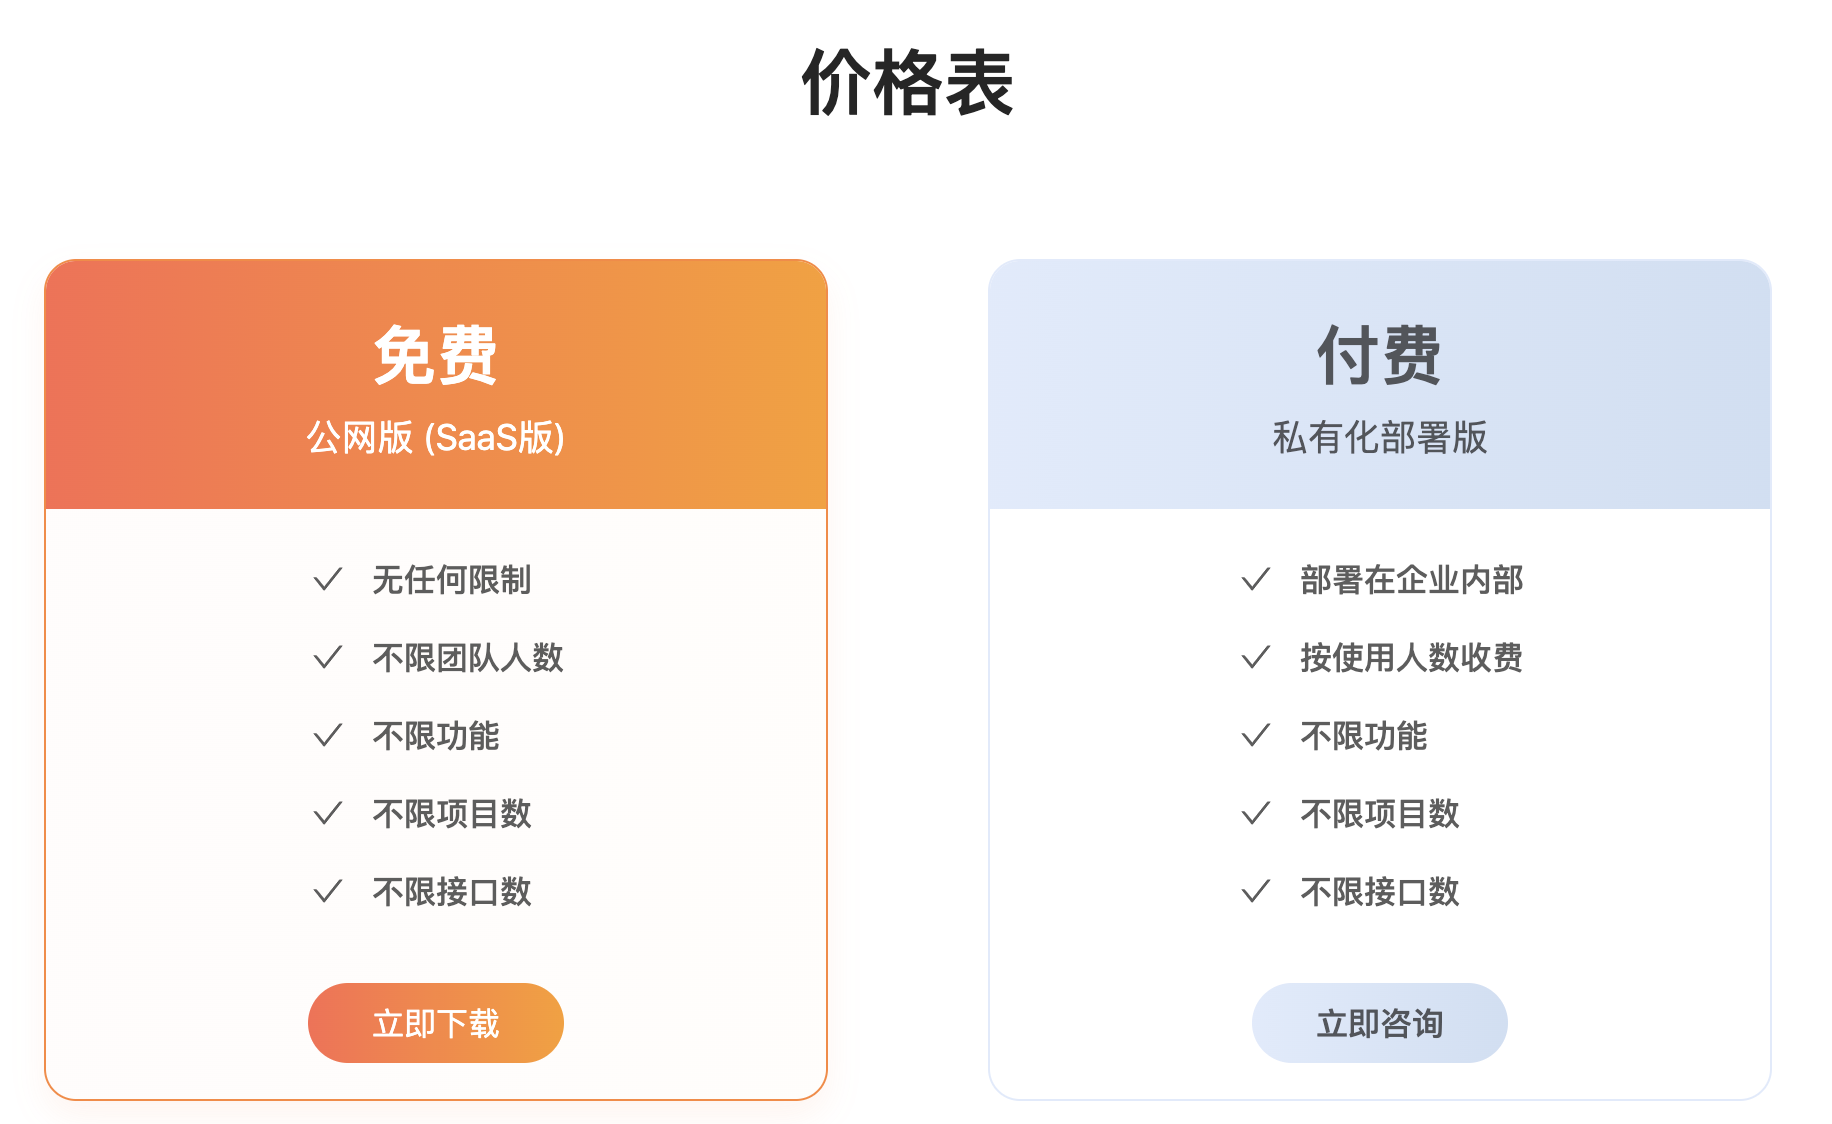 价格表
免费
公网版 (SaaS版)
无任何限制
不限团队人数
不限功能
不限项目数
不限接口数
立即下载
付费
私有化部署版
部署在企业内部
按使用人数收费
不限功能
不限项目数
不限接口数
立即咨询